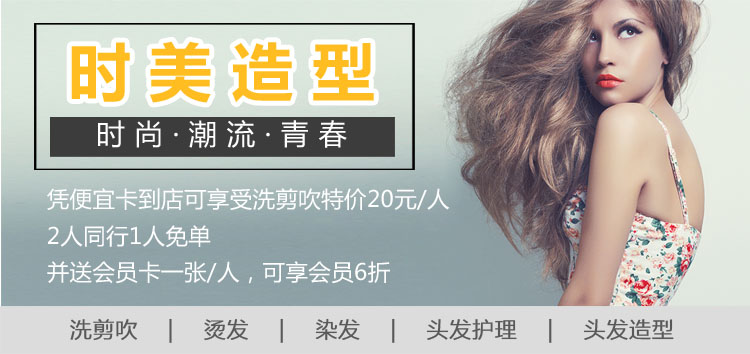 时美造型
时尚·潮流·青春
凭便宜卡到店可享受洗剪吹特价20元/人
2人同行1人免单
并送会员卡一张/人，可享会员6折
洗剪吹 | 烫发 | 染发 | 头发护理 | 头发造型